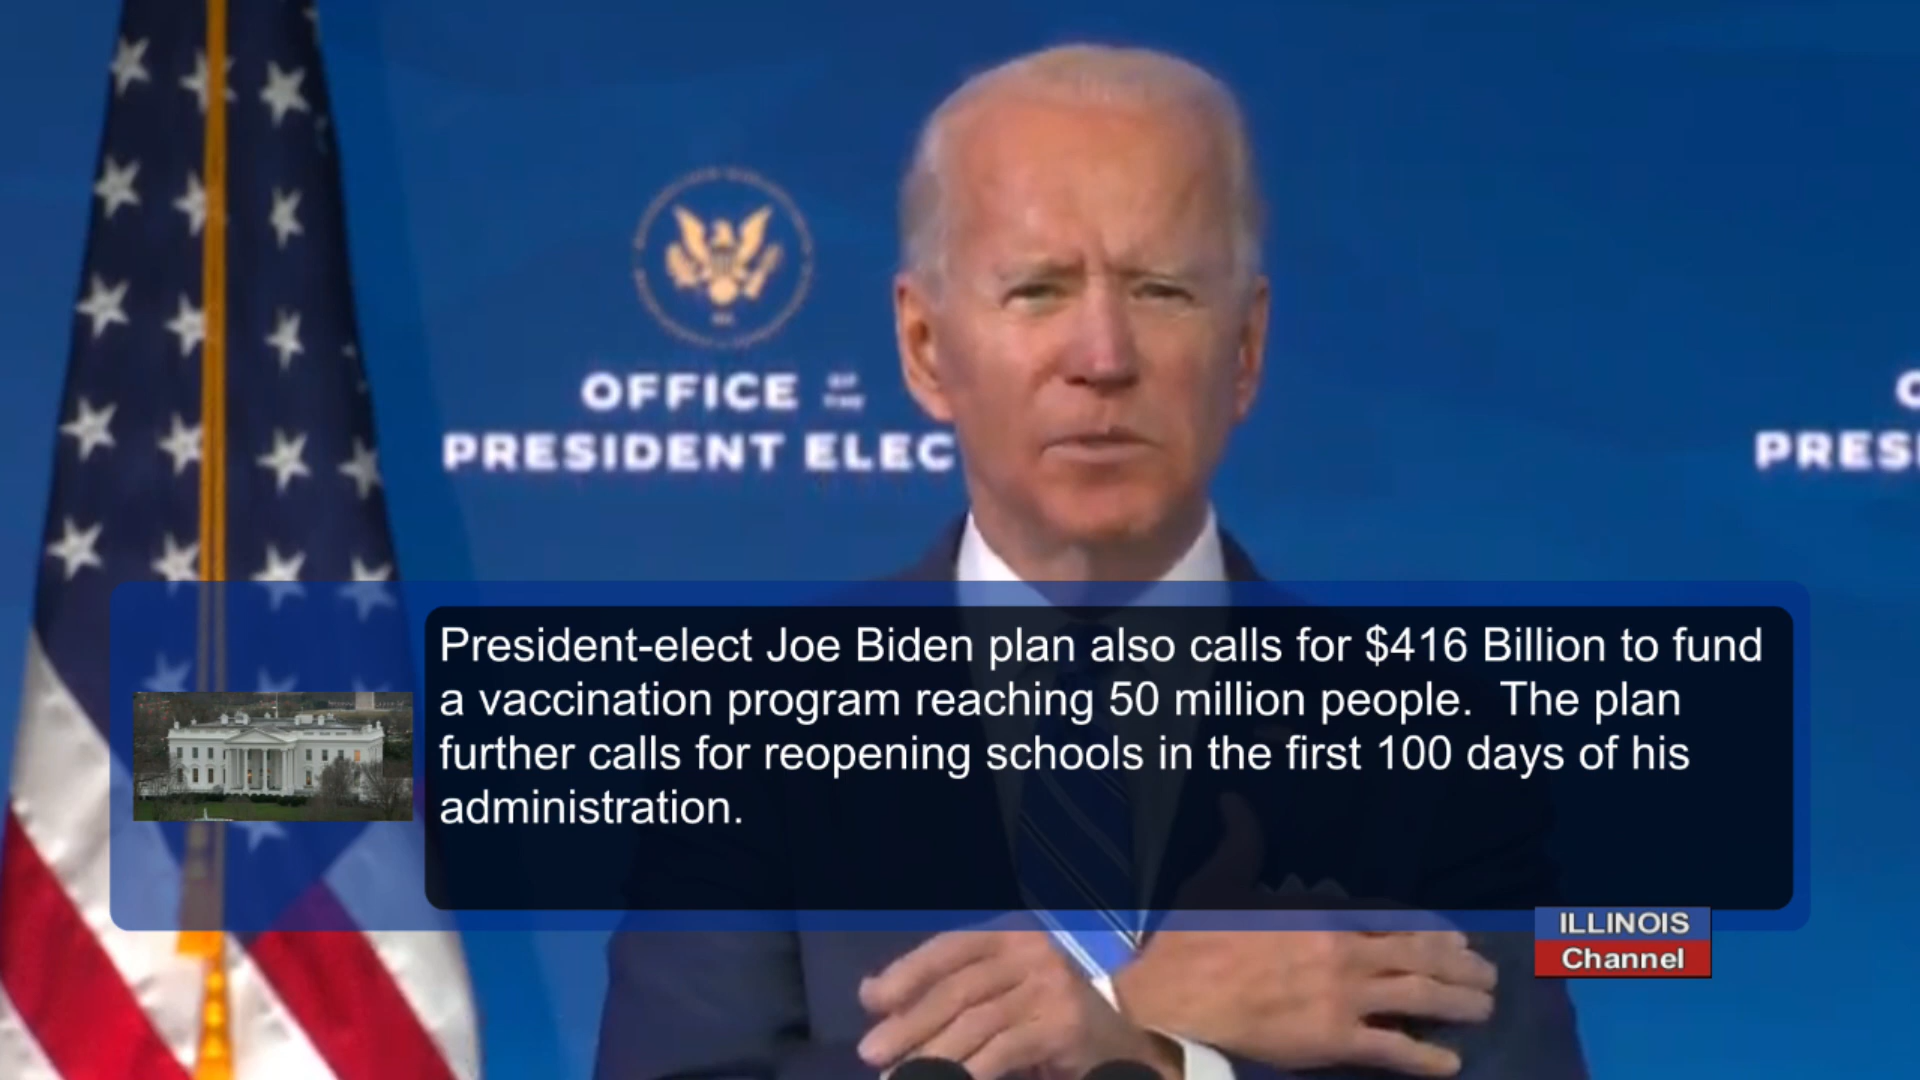 OFFICE OF THE
PRESIDENT ELEC
PRES
President-elect Joe Biden plan also calls for $416 Billion to fund
a vaccination program reaching 50 million people.  The plan
further calls for reopening schools in the first 100 days of his
administration.
ILLINOIS
Channel